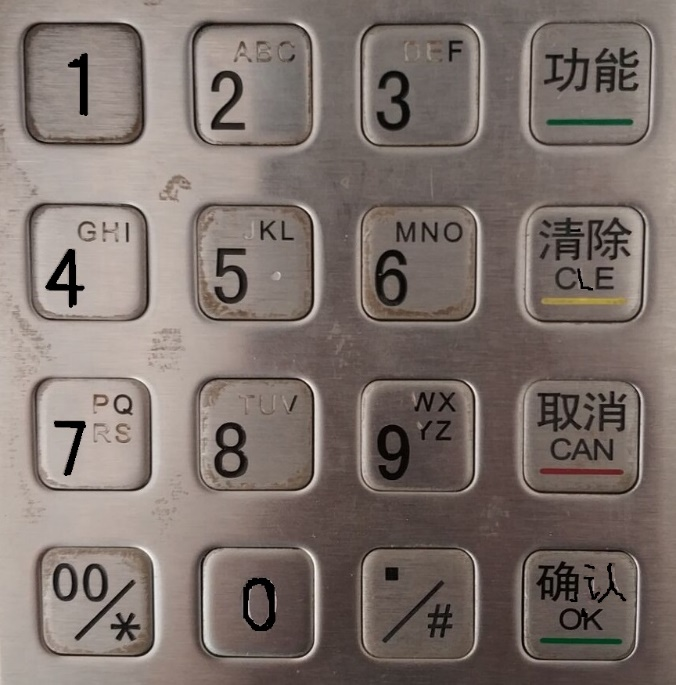 1
ABC
2
DEF
3
功能
GHI
4
JKL
5
MNO
6
清除
CLE
PQ
RS
7
TUV
8
WX
YZ
9
取消
CAN
00/*
0
./#
确认
OK